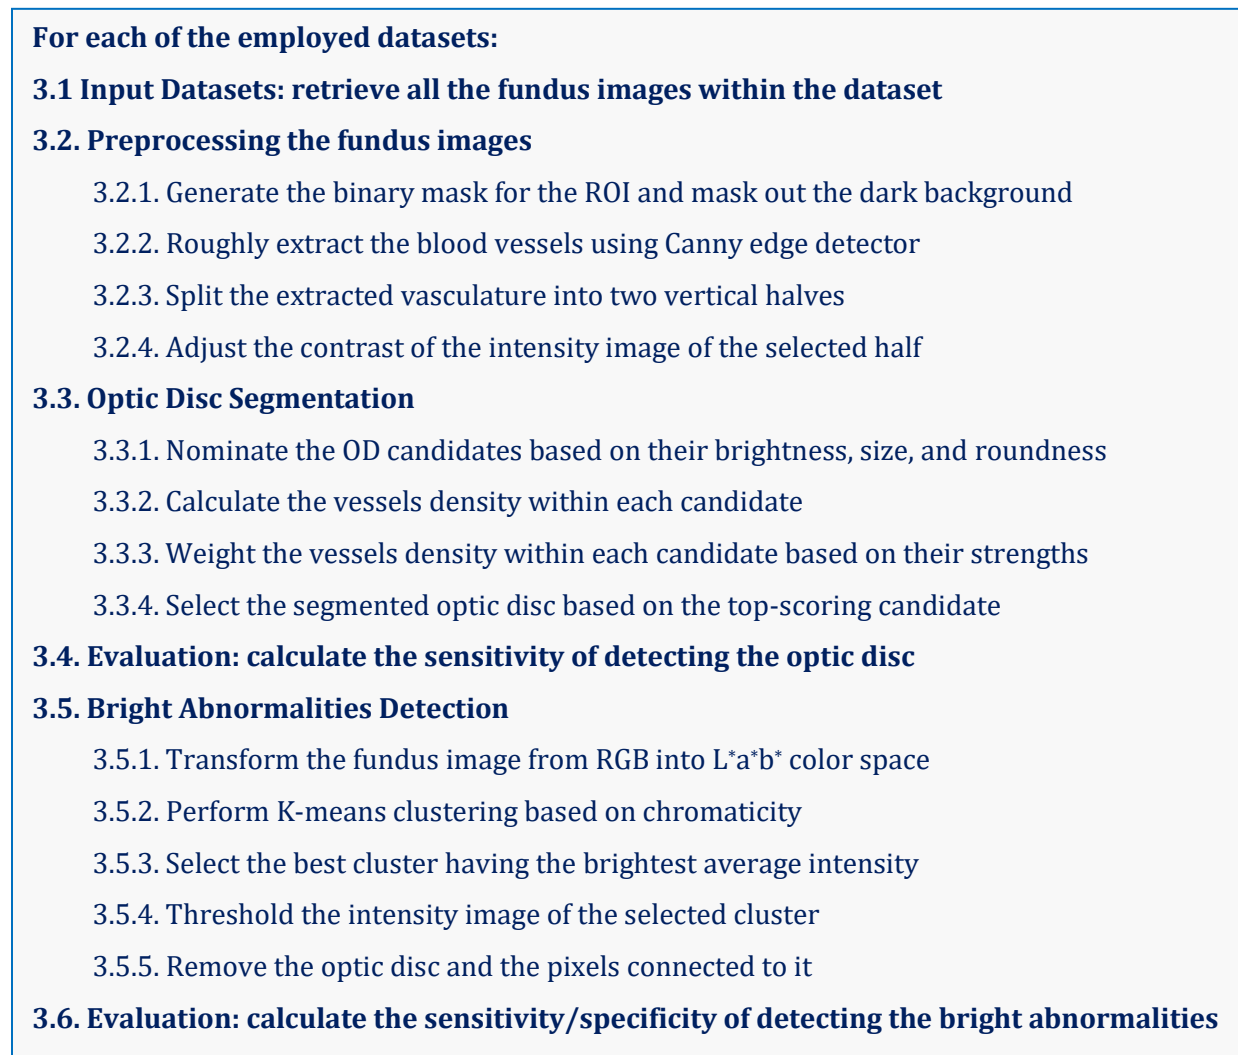 For each of the employed datasets:
3.1 Input Datasets: retrieve all the fundus images within the dataset
3.2. Preprocessing the fundus images
3.2.1. Generate the binary mask for the ROI and mask out the dark background
3.2.2. Roughly extract the blood vessels using Canny edge detector
3.2.3. Split the extracted vasculature into two vertical halves
3.2.4. Adjust the contrast of the intensity image of the selected half
3.3. Optic Disc Segmentation
3.3.1. Nominate the OD candidates based on their brightness, size, and roundness
3.3.2. Calculate the vessels density within each candidate
3.3.3. Weight the vessels density within each candidate based on their strengths
3.3.4. Select the segmented optic disc based on the top-scoring candidate
3.4. Evaluation: calculate the sensitivity of detecting the optic disc
3.5. Bright Abnormalities Detection
3.5.1. Transform the fundus image from RGB into L*a*b* color space
3.5.2. Perform K-means clustering based on chromaticity
3.5.3. Select the best cluster having the brightest average intensity
3.5.4. Threshold the intensity image of the selected cluster
3.5.5. Remove the optic disc and the pixels connected to it
3.6. Evaluation: calculate the sensitivity/specificity of detecting the bright abnormalities